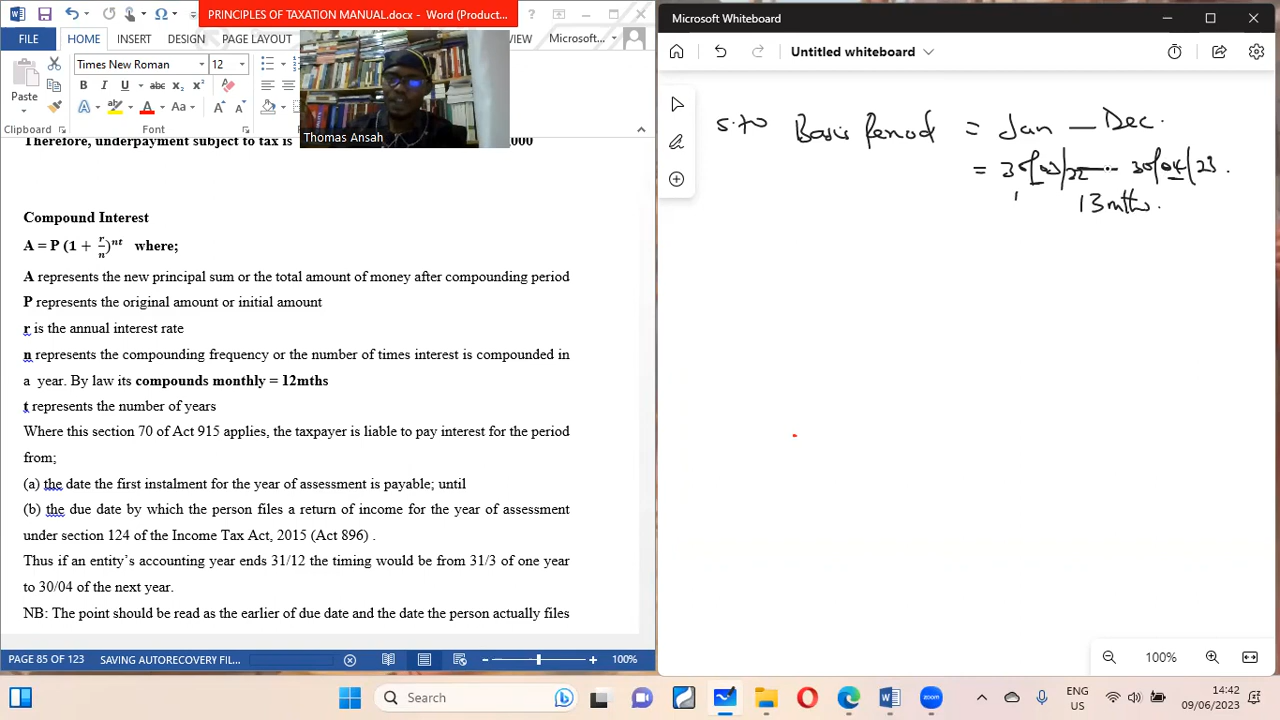 PRINCIPLES OF TAXATION MANUAL.docx - Word (Product...
FILE HOME INSERT DESIGN PAGE LAYOUT VIEW Microsoft...
Times New Roman 12
Paste
B I U abc X₂ X²
A A Aa A A
Clipboard Font Paragraph
Thomas Ansah
Therefore, underpayment subject to tax is 000
Compound Interest
A = P (1 + r/n)^nt where;
A represents the new principal sum or the total amount of money after compounding period
P represents the original amount or initial amount
r is the annual interest rate
n represents the compounding frequency or the number of times interest is compounded in
a year. By law its compounds monthly = 12mths
t represents the number of years
Where this section 70 of Act 915 applies, the taxpayer is liable to pay interest for the period
from;
(a) the date the first instalment for the year of assessment is payable; until
(b) the due date by which the person files a return of income for the year of assessment
under section 124 of the Income Tax Act, 2015 (Act 896) .
Thus if an entity's accounting year ends 31/12 the timing would be from 31/3 of one year
to 30/04 of the next year.
NB: The point should be read as the earlier of due date and the date the person actually files
PAGE 85 OF 123 SAVING AUTORECOVERY FIL... 100%
Microsoft Whiteboard
Untitled whiteboard
S.70 Basis Period = Jan — Dec.
/22 — 30/04/23.
13mths.
100%
Search
ENG
US
14:42
09/06/2023